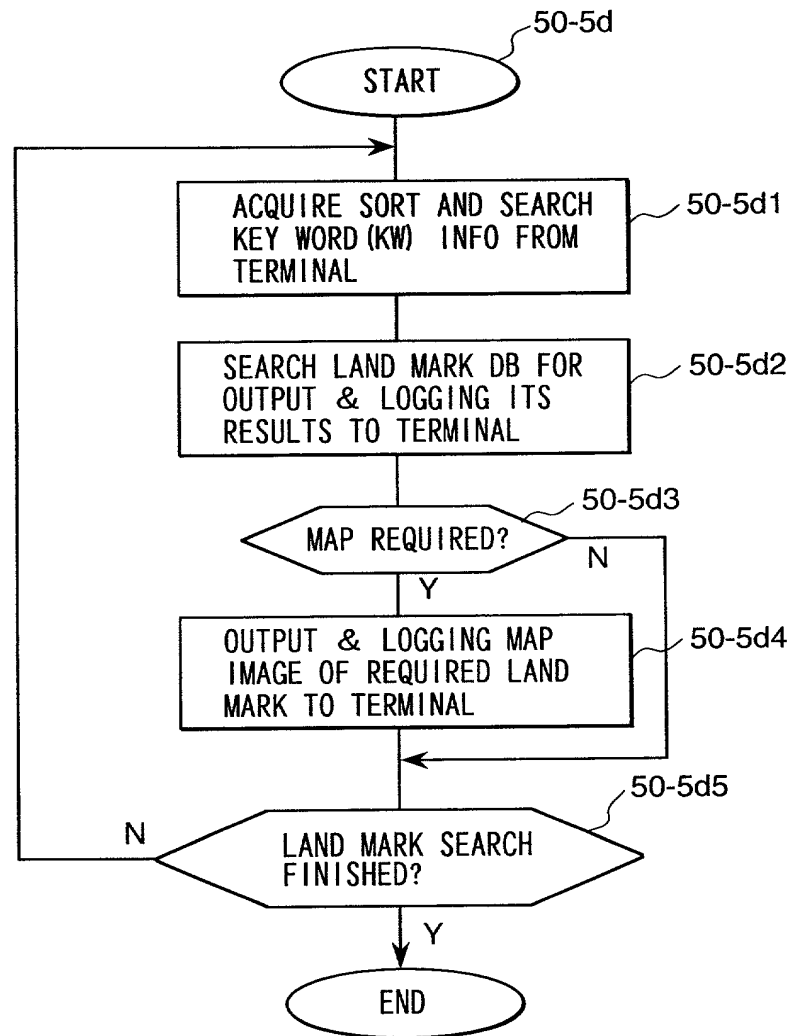 50-5d
START
ACQUIRE SORT AND SEARCH
KEY WORD (KW) INFO FROM
TERMINAL
50-5d1
SEARCH LAND MARK DB FOR
OUTPUT & LOGGING ITS
RESULTS TO TERMINAL
50-5d2
50-5d3
MAP REQUIRED?
N
Y
OUTPUT & LOGGING MAP
IMAGE OF REQUIRED LAND
MARK TO TERMINAL
50-5d4
50-5d5
N
LAND MARK SEARCH
FINISHED?
Y
END